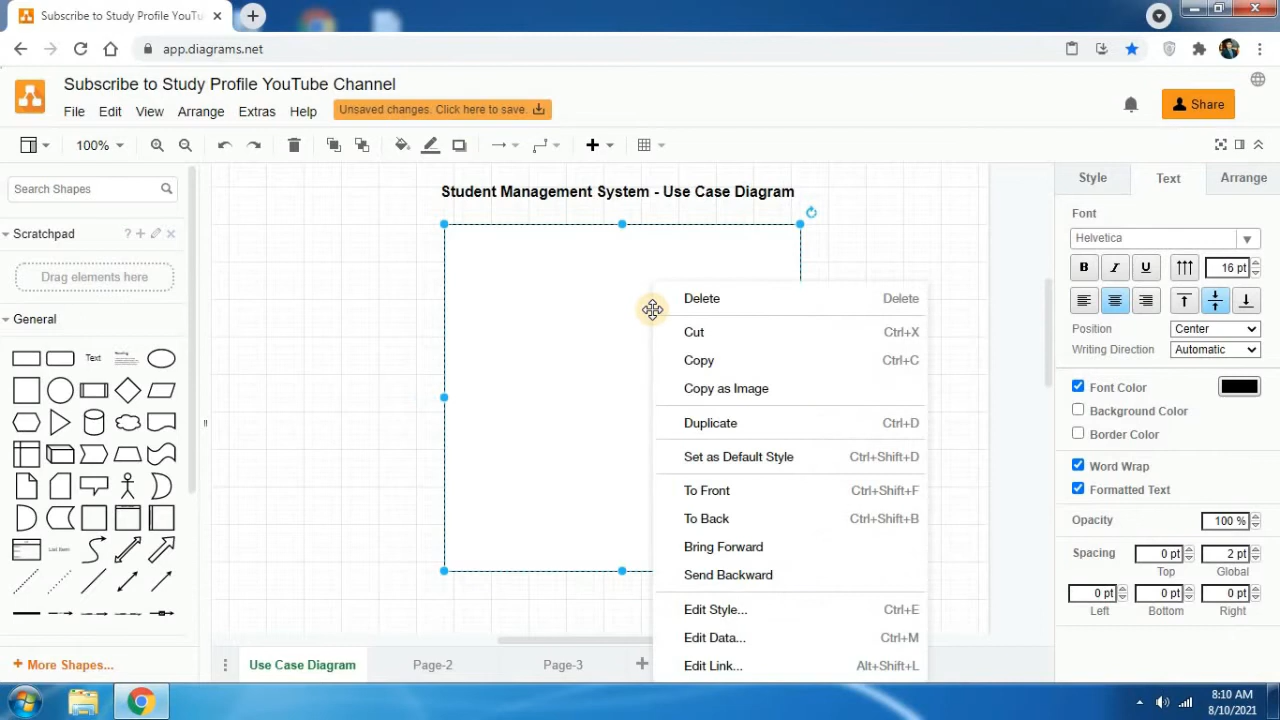 Subscribe to Study Profile YouTu
app.diagrams.net
Subscribe to Study Profile YouTube Channel
File Edit View Arrange Extras Help Unsaved changes. Click here to save.
Share
100%
Search Shapes
Scratchpad
Drag elements here
General
Text
Heading
List Item
+ More Shapes...
Student Management System - Use Case Diagram
Delete Delete
Cut Ctrl+X
Copy Ctrl+C
Copy as Image
Duplicate Ctrl+D
Set as Default Style Ctrl+Shift+D
To Front Ctrl+Shift+F
To Back Ctrl+Shift+B
Bring Forward
Send Backward
Edit Style... Ctrl+E
Edit Data... Ctrl+M
Edit Link... Alt+Shift+L
Style Text Arrange
Font
Helvetica
B I U 16 pt
Position Center
Writing Direction Automatic
Font Color
Background Color
Border Color
Word Wrap
Formatted Text
Opacity 100 %
Spacing 0 pt 2 pt
Top Global
0 pt 0 pt 0 pt
Left Bottom Right
Use Case Diagram Page-2 Page-3
8:10 AM
8/10/2021